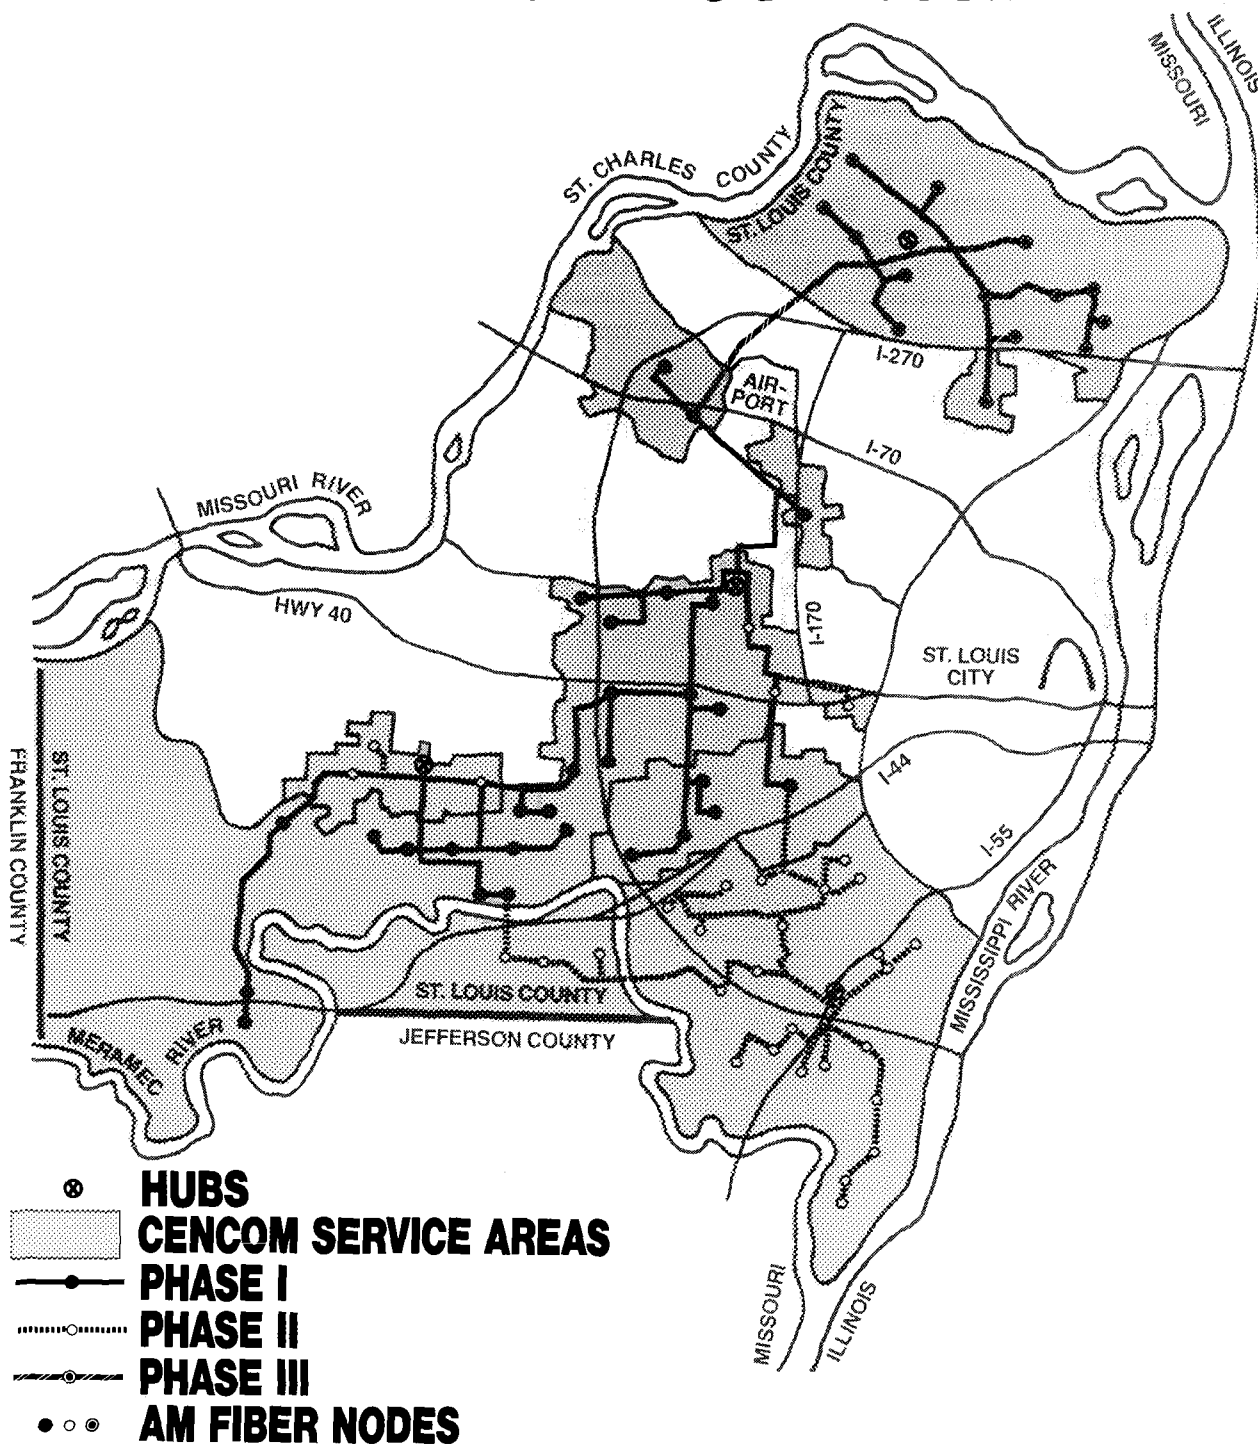 ILLINOIS
MISSOURI
ST. CHARLES COUNTY
ST. LOUIS COUNTY
I-270
AIR-
PORT
I-70
MISSOURI RIVER
HWY 40
I-170
ST. LOUIS
CITY
I-44
I-55
FRANKLIN COUNTY
ST. LOUIS COUNTY
MISSISSIPPI RIVER
ST. LOUIS COUNTY
JEFFERSON COUNTY
MERAMEC RIVER
MISSOURI
ILLINOIS
HUBS
CENCOM SERVICE AREAS
PHASE I
PHASE II
PHASE III
AM FIBER NODES